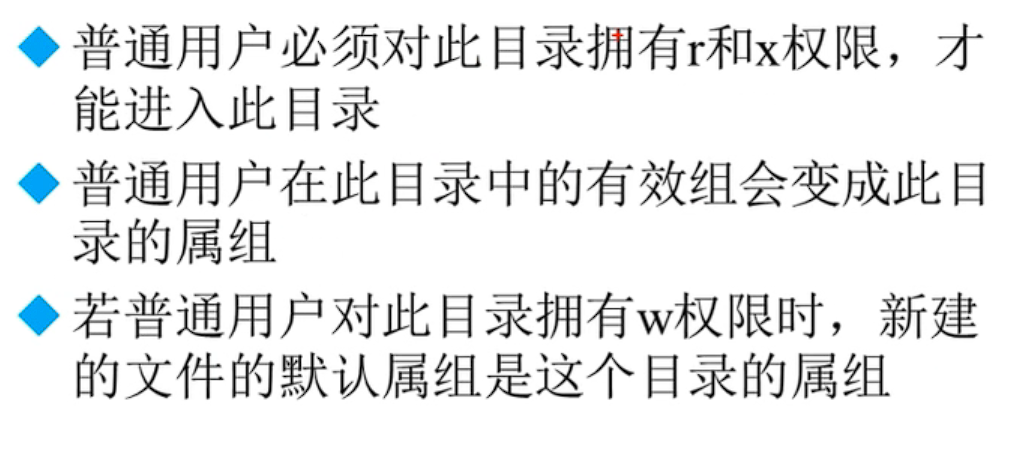 普通用户必须对此目录拥有r和x权限，才
能进入此目录
普通用户在此目录中的有效组会变成此目
录的属组
若普通用户对此目录拥有w权限时，新建
的文件的默认属组是这个目录的属组